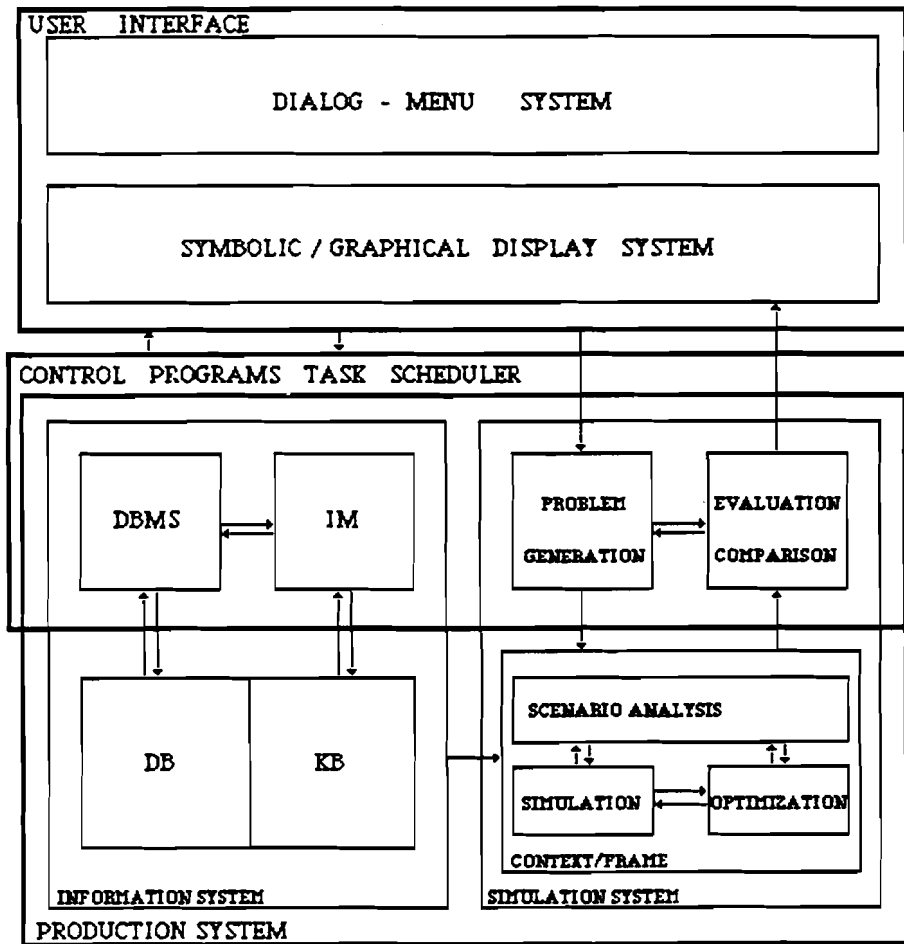 USER INTERFACE
DIALOG - MENU SYSTEM
SYMBOLIC / GRAPHICAL DISPLAY SYSTEM
CONTROL PROGRAMS TASK SCHEDULER
DBMS
IM
PROBLEM
GENERATION
EVALUATION
COMPARISON
DB
KB
SCENARIO ANALYSIS
SIMULATION
OPTIMIZATION
CONTEXT/FRAME
INFORMATION SYSTEM
SIMULATION SYSTEM
PRODUCTION SYSTEM